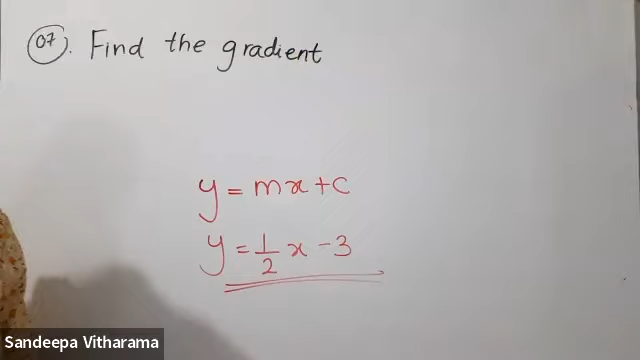 07. Find the gradient
y = mx + c
y = 1/2 x - 3
Sandeepa Vitharama